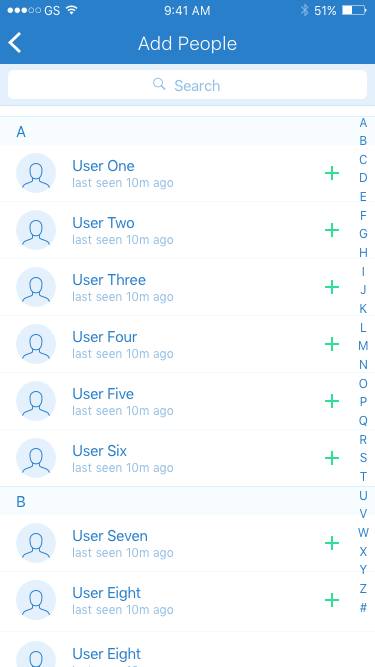 GS 9:41 AM 51%
Add People
Search
A
User One
last seen 10m ago
User Two
last seen 10m ago
User Three
last seen 10m ago
User Four
last seen 10m ago
User Five
last seen 10m ago
User Six
last seen 10m ago
B
User Seven
last seen 10m ago
User Eight
last seen 10m ago
User Eight
A
B
C
D
E
F
G
H
I
J
K
L
M
N
O
P
Q
R
S
T
U
V
W
X
Y
Z
#